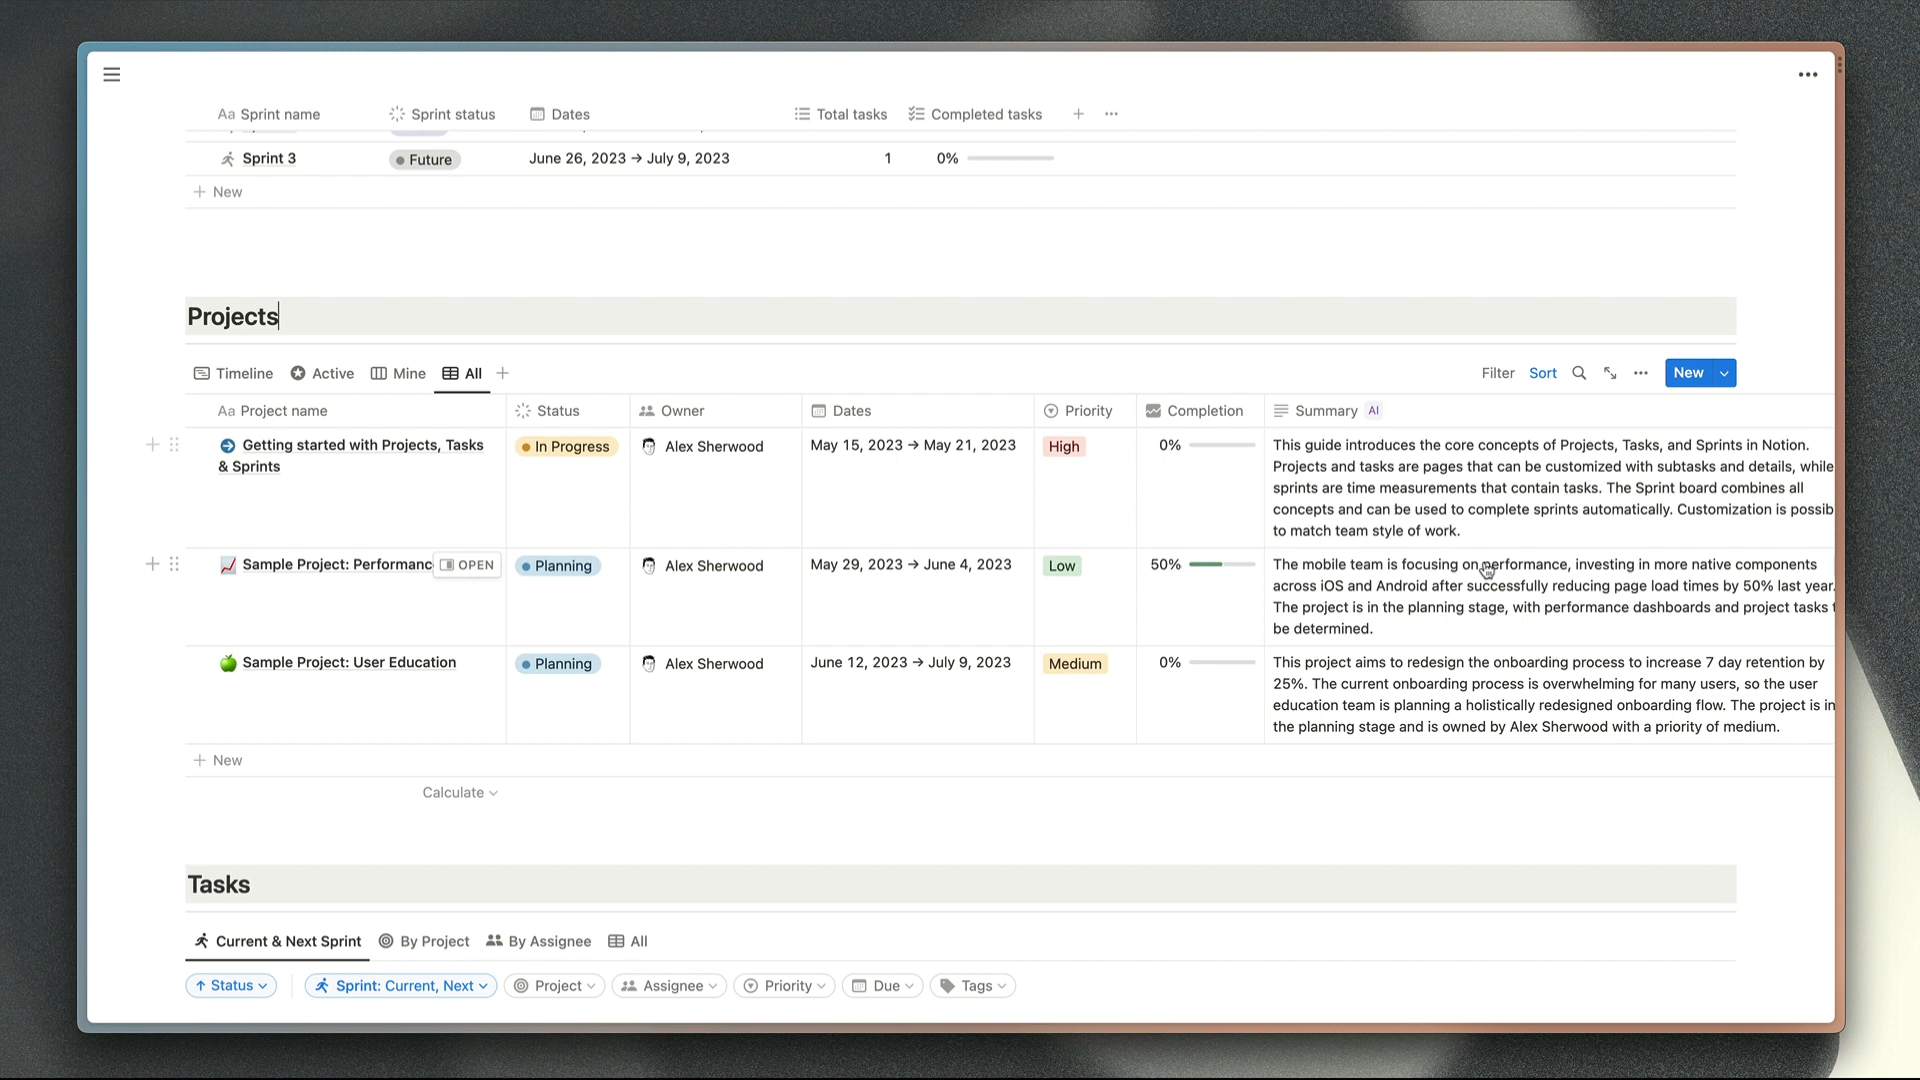 Aa Sprint name Sprint status Dates Total tasks Completed tasks
Sprint 3 Future June 26, 2023 → July 9, 2023 1 0%
+ New
Projects
Timeline Active Mine All + Filter Sort New
Aa Project name Status Owner Dates Priority Completion Summary AI
Getting started with Projects, Tasks
& Sprints
In Progress Alex Sherwood May 15, 2023 → May 21, 2023 High 0%
This guide introduces the core concepts of Projects, Tasks, and Sprints in Notion.
Projects and tasks are pages that can be customized with subtasks and details, while
sprints are time measurements that contain tasks. The Sprint board combines all
concepts and can be used to complete sprints automatically. Customization is possib
to match team style of work.
Sample Project: Performanc OPEN Planning Alex Sherwood May 29, 2023 → June 4, 2023 Low 50%
The mobile team is focusing on performance, investing in more native components
across iOS and Android after successfully reducing page load times by 50% last year.
The project is in the planning stage, with performance dashboards and project tasks
be determined.
Sample Project: User Education Planning Alex Sherwood June 12, 2023 → July 9, 2023 Medium 0%
This project aims to redesign the onboarding process to increase 7 day retention by
25%. The current onboarding process is overwhelming for many users, so the user
education team is planning a holistically redesigned onboarding flow. The project is in
the planning stage and is owned by Alex Sherwood with a priority of medium.
+ New
Calculate
Tasks
Current & Next Sprint By Project By Assignee All
↑ Status Sprint: Current, Next Project Assignee Priority Due Tags